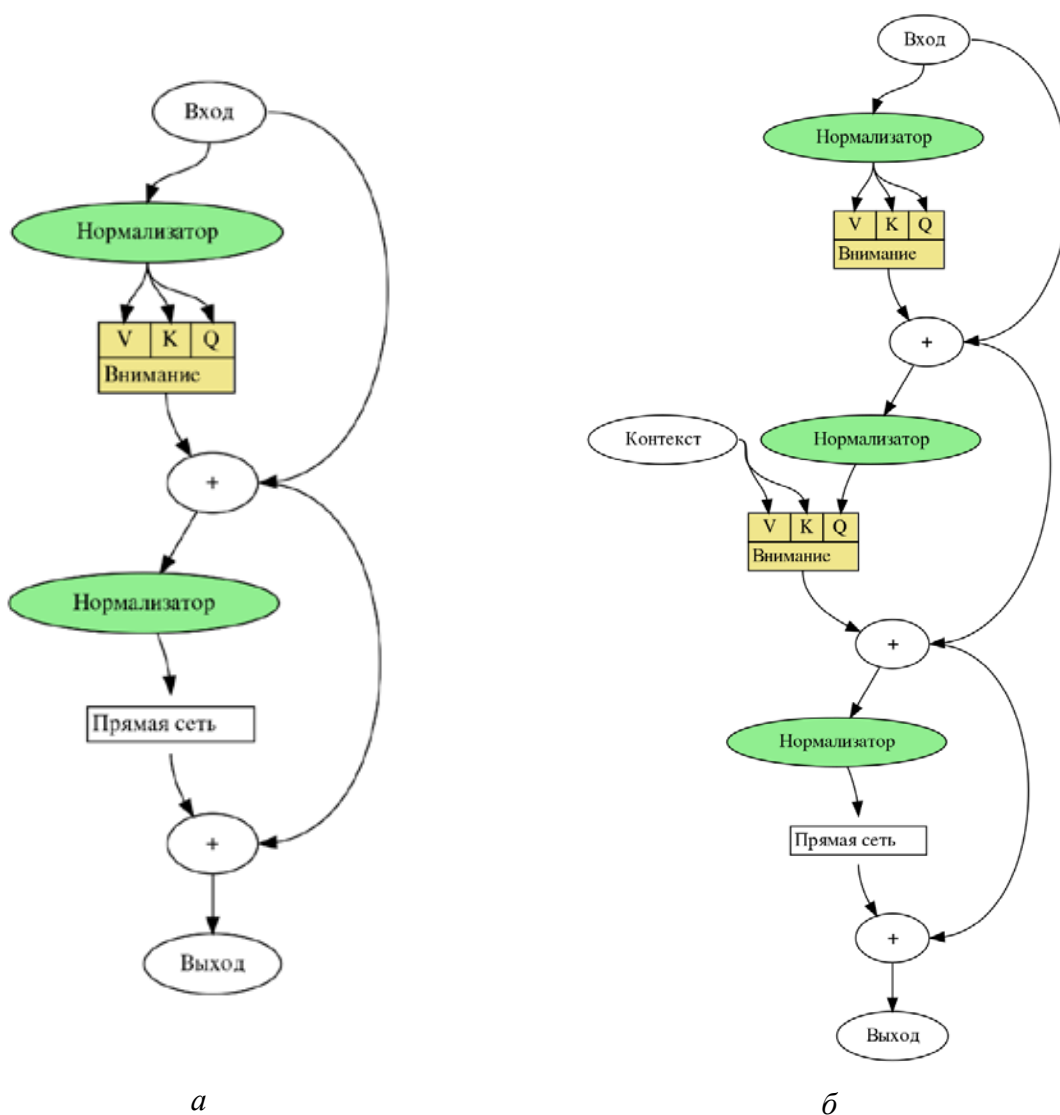 Вход
Нормализатор
V K Q
Внимание
+
Нормализатор
Прямая сеть
+
Выход
а
Вход
Нормализатор
V K Q
Внимание
+
Контекст
Нормализатор
V K Q
Внимание
+
Нормализатор
Прямая сеть
+
Выход
б